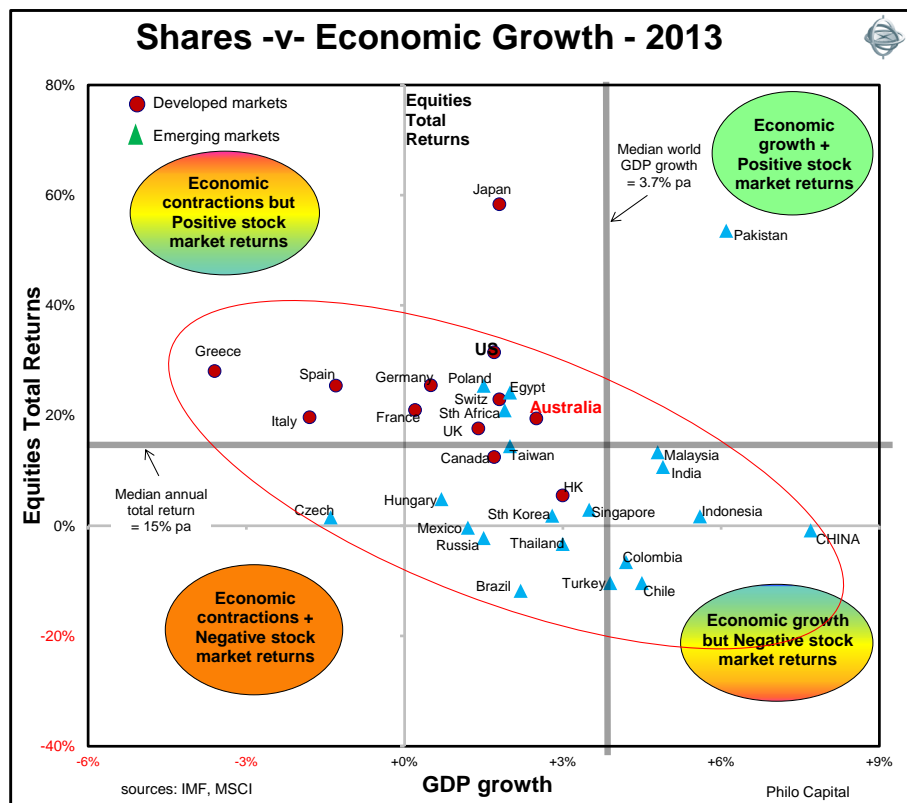 Shares -v- Economic Growth - 2013
80%
60%
40%
20%
0%
-20%
-40%
Equities Total Returns
Developed markets
Emerging markets
Equities
Total
Returns
Median world
GDP growth
= 3.7% pa
Economic
growth +
Positive stock
market returns
Economic
contractions but
Positive stock
market returns
Japan
Pakistan
US
Greece
Spain
Germany
Poland
Egypt
Switz
Italy
France
Sth Africa
Australia
UK
Canada
Taiwan
Malaysia
India
Median annual
total return
= 15% pa
HK
Hungary
Czech
Sth Korea
Singapore
Indonesia
Mexico
Russia
Thailand
CHINA
Colombia
Brazil
Turkey
Chile
Economic
contractions +
Negative stock
market returns
Economic growth
but Negative stock
market returns
-6%
-3%
+0%
+3%
+6%
+9%
sources: IMF, MSCI
GDP growth
Philo Capital